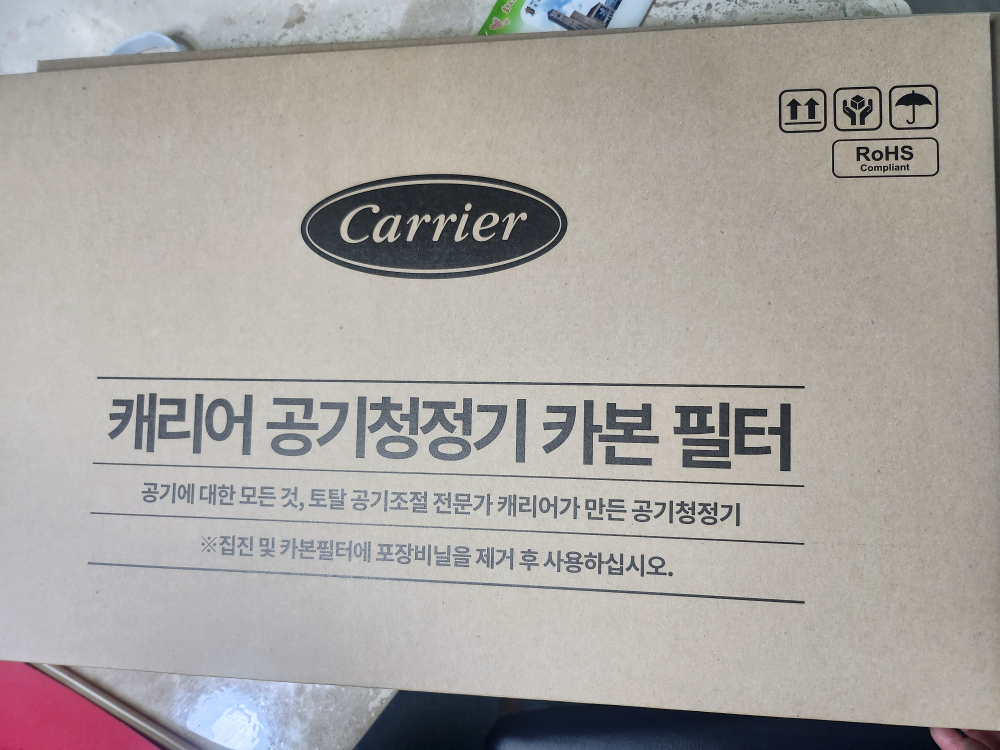 RoHS
Compliant
Carrier
캐리어 공기청정기 카본 필터
공기에 대한 모든 것, 토탈 공기조절 전문가 캐리어가 만든 공기청정기
※집진 및 카본필터에 포장비닐을 제거 후 사용하십시오.